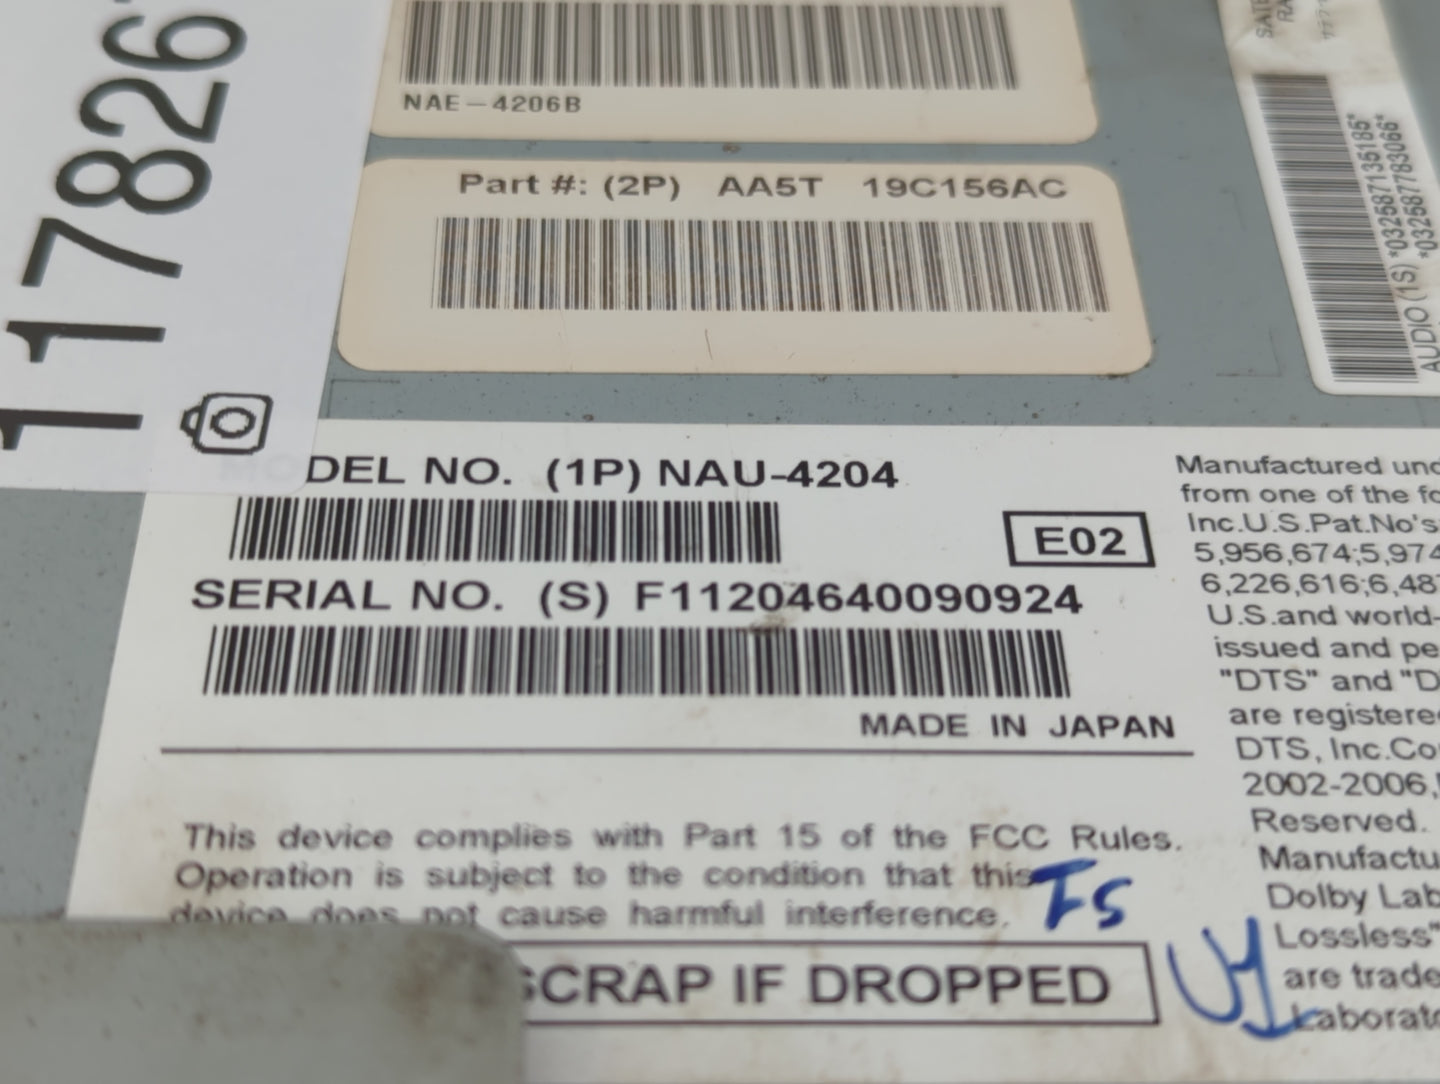 117826
NAE-4206B
Part #: (2P) AA5T 19C156AC
*032587135185*
*032587783066*
AUDIO (1S)
MODEL NO. (1P) NAU-4204
E02
SERIAL NO. (S) F11204640090924
MADE IN JAPAN
This device complies with Part 15 of the FCC Rules.
Operation is subject to the condition that this
device does not cause harmful interference.
FS
SCRAP IF DROPPED
Manufactured und
from one of the fo
Inc.U.S.Pat.No's
5,956,674;5,974
6,226,616;6,487
U.S.and world-
issued and pe
"DTS" and "D
are registere
DTS, Inc.Co
2002-2006,
Reserved.
Manufactu
Dolby Lab
Lossless"
are trade
Laborato